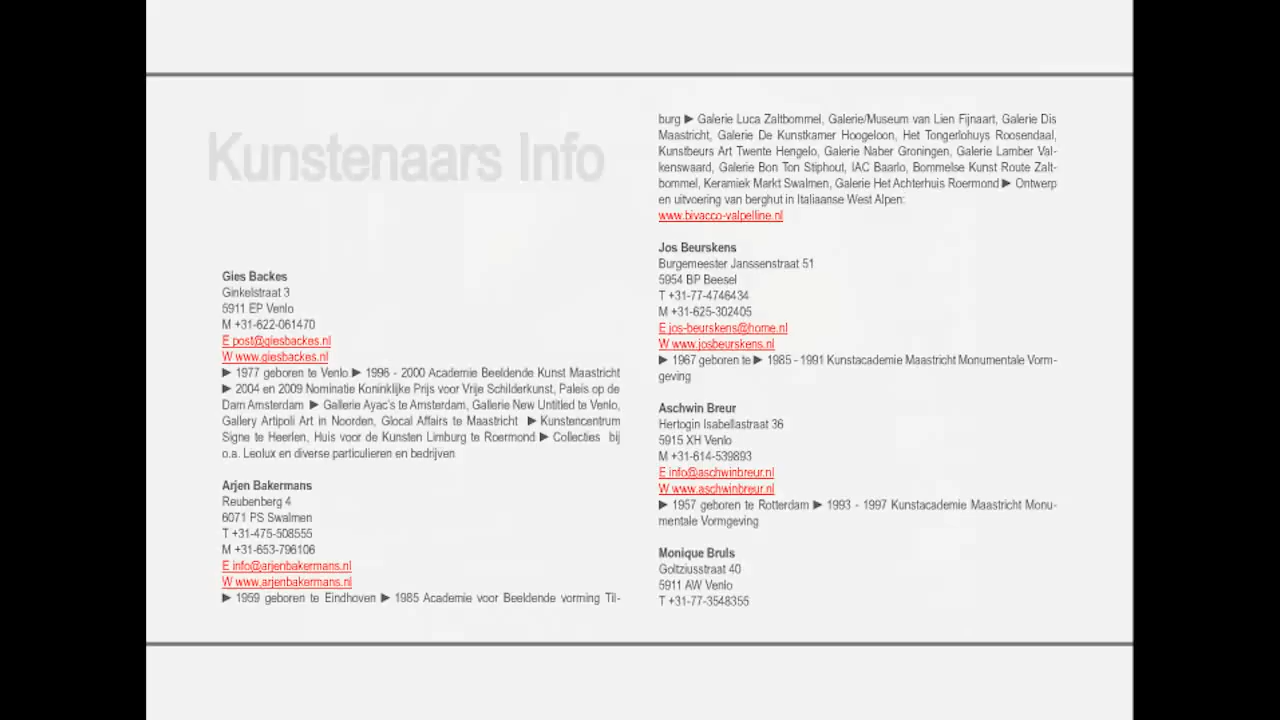 Kunstenaars Info
Gies Backes
Ginkelstraat 3
5911 EP Venlo
M +31-622-061470
E post@giesbackes.nl
W www.giesbackes.nl
► 1977 geboren te Venlo ► 1996 - 2000 Academie Beeldende Kunst Maastricht
► 2004 en 2009 Nominatie Koninklijke Prijs voor Vrije Schilderkunst, Paleis op de
Dam Amsterdam ► Gallerie Ayac's te Amsterdam, Gallerie New Untitled te Venlo,
Gallery Artipoli Art in Noorden, Glocal Affairs te Maastricht ► Kunstencentrum
Signe te Heerlen, Huis voor de Kunsten Limburg te Roermond ► Collecties bij
o.a. Leolux en diverse particulieren en bedrijven
Arjen Bakermans
Reubenberg 4
6071 PS Swalmen
T +31-475-508555
M +31-653-796106
E info@arjenbakermans.nl
W www.arjenbakermans.nl
► 1959 geboren te Eindhoven ► 1985 Academie voor Beeldende vorming Til-
burg ► Galerie Luca Zaltbommel, Galerie/Museum van Lien Fijnaart, Galerie Dis
Maastricht, Galerie De Kunstkamer Hoogeloon, Het Tongerlohuys Roosendaal,
Kunstbeurs Art Twente Hengelo, Galerie Naber Groningen, Galerie Lamber Val-
kenswaard, Galerie Bon Ton Stiphout, IAC Baarlo, Bommelse Kunst Route Zalt-
bommel, Keramiek Markt Swalmen, Galerie Het Achterhuis Roermond ► Ontwerp
en uitvoering van berghut in Italiaanse West Alpen:
www.bivacco-valpelline.nl
Jos Beurskens
Burgemeester Janssenstraat 51
5954 BP Beesel
T +31-77-4746434
M +31-625-302405
E jos-beurskens@home.nl
W www.josbeurskens.nl
► 1967 geboren te ► 1985 - 1991 Kunstacademie Maastricht Monumentale Vorm-
geving
Aschwin Breur
Hertogin Isabellastraat 36
5915 XH Venlo
M +31-614-539893
E info@aschwinbreur.nl
W www.aschwinbreur.nl
► 1957 geboren te Rotterdam ► 1993 - 1997 Kunstacademie Maastricht Monu-
mentale Vormgeving
Monique Bruls
Goltziusstraat 40
5911 AW Venlo
T +31-77-3548355